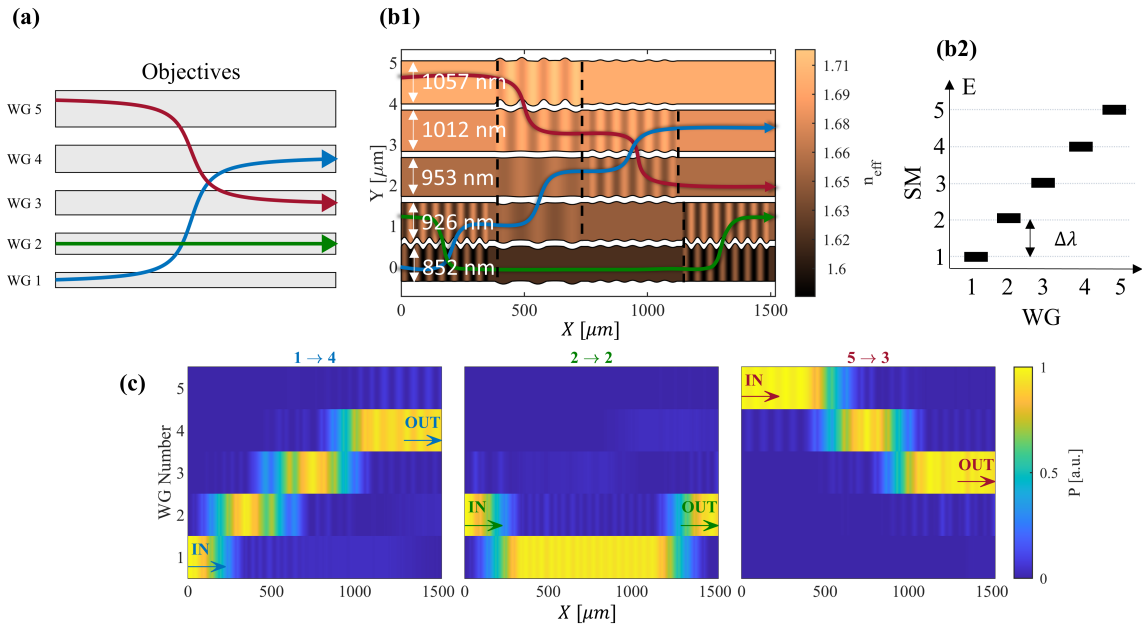 (a)
Objectives
WG 5
WG 4
WG 3
WG 2
WG 1
(b1)
5
4
3
2
1
0
Y [μm]
1057 nm
1012 nm
953 nm
926 nm
852 nm
0
500
1000
1500
X [μm]
1.71
1.69
1.68
1.66
1.65
1.63
1.62
1.6
n_eff
(b2)
E
5
4
3
2
1
SM
Δλ
1 2 3 4 5
WG
(c)
1 → 4
2 → 2
5 → 3
WG Number
5
4
3
2
1
IN
OUT
IN
OUT
IN
OUT
0 500 1000 1500
500 1000 1500
0 500 1000 1500
X [μm]
1
0.5
0
P [a.u.]